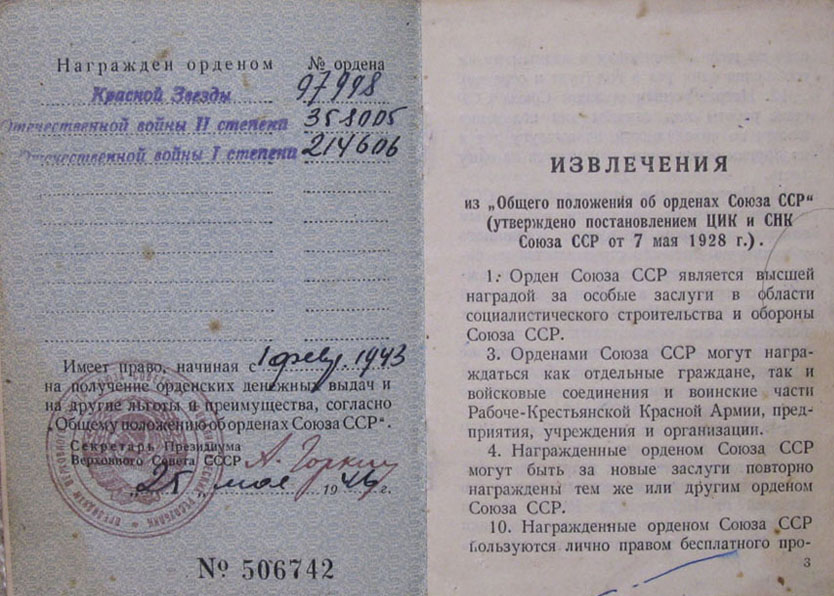 Награжден орденом № ордена
Красной Звезды 97998
Отечественной войны II степени 358005
Отечественной войны I степени 214606
Имеет право, начиная с 1 февр. 1943
на получение орденских денежных выдач и
на другие льготы и преимущества, согласно
„Общему положению об орденах Союза ССР“.
Секретарь Президиума
Верховного Совета СССР А. Горкин
„25„ мая 1946 г.
№ 506742
ИЗВЛЕЧЕНИЯ
из „Общего положения об орденах Союза ССР“
(утверждено постановлением ЦИК и СНК
Союза ССР от 7 мая 1928 г.).
1. Орден Союза ССР является высшей
наградой за особые заслуги в области
социалистического строительства и обороны
Союза ССР.
3. Орденами Союза ССР могут награ-
ждаться как отдельные граждане, так и
войсковые соединения и воинские части
Рабоче-Крестьянской Красной Армии, пред-
приятия, учреждения и организации.
4. Награжденные орденом Союза ССР
могут быть за новые заслуги повторно
награждены тем же или другим орденом
Союза ССР.
10. Награжденные орденом Союза ССР
пользуются лично правом бесплатного про-
3